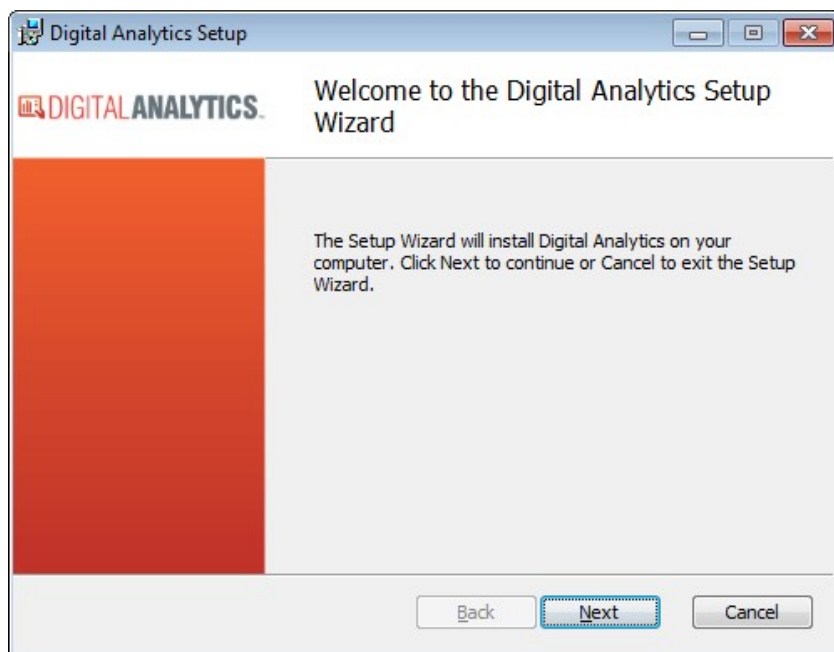 Digital Analytics Setup
DIGITALANALYTICS™
Welcome to the Digital Analytics Setup
Wizard
The Setup Wizard will install Digital Analytics on your
computer. Click Next to continue or Cancel to exit the Setup
Wizard.
Back
Next
Cancel